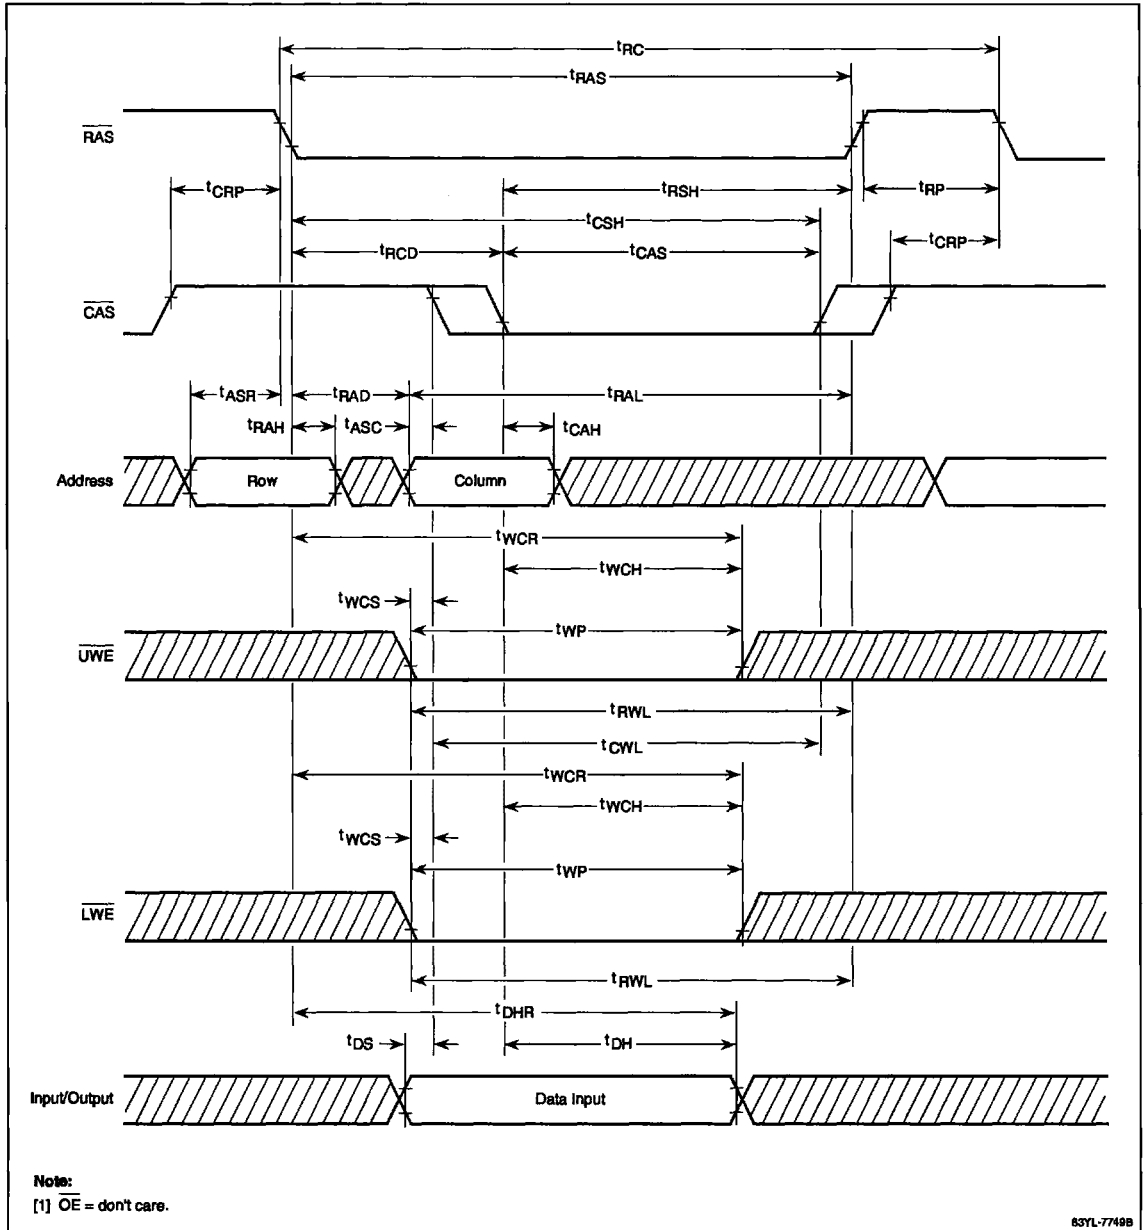 tRC
tRAS
RAS
tCRP
tRSH
tRP
tCSH
tRCD
tCAS
tCRP
CAS
tASR
tRAD
tRAL
tRAH
tASC
tCAH
Address
Row
Column
tWCR
tWCH
tWCS
tWP
UWE
tRWL
tCWL
tWCR
tWCH
tWCS
tWP
LWE
tRWL
tDHR
tDS
tDH
Input/Output
Data Input
Note:
[1] OE = don't care.
83YL-7749B